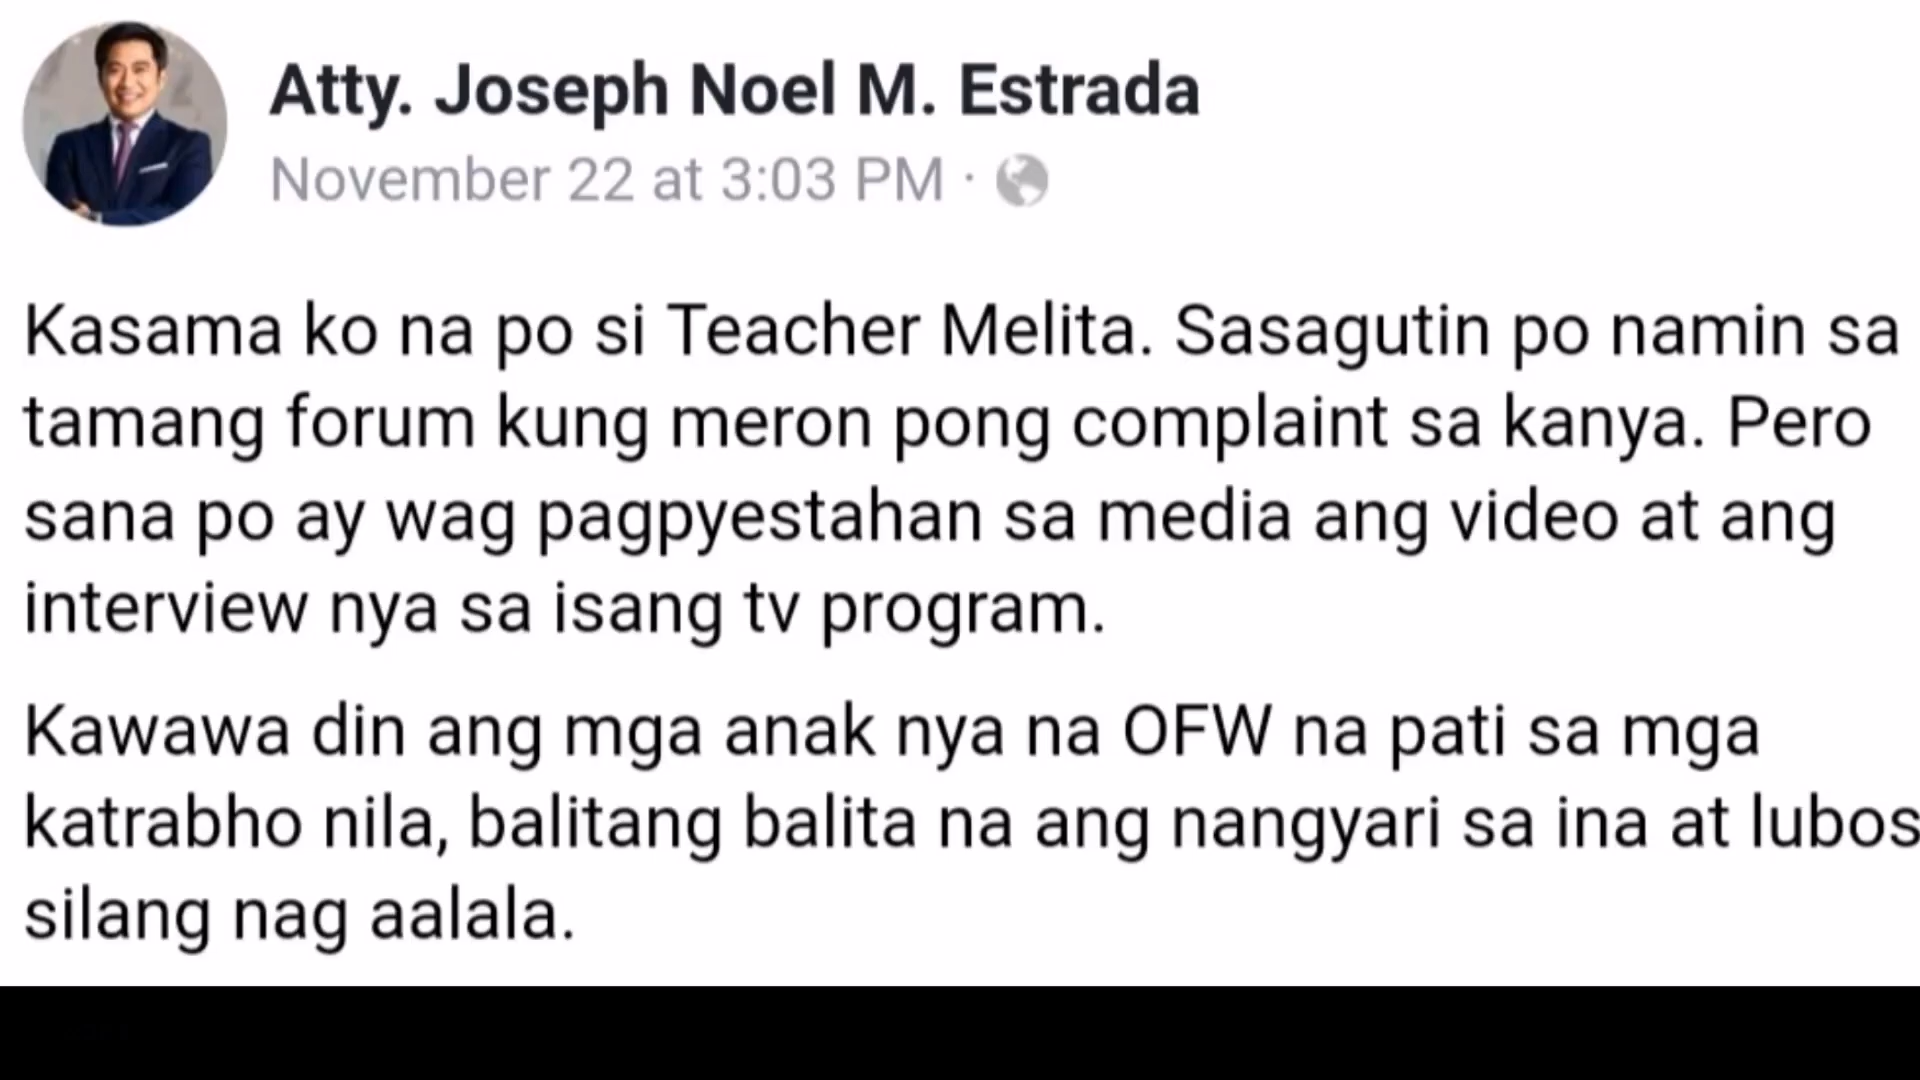 Atty. Joseph Noel M. Estrada
November 22 at 3:03 PM ·
Kasama ko na po si Teacher Melita. Sasagutin po namin sa
tamang forum kung meron pong complaint sa kanya. Pero
sana po ay wag pagpyestahan sa media ang video at ang
interview nya sa isang tv program.
Kawawa din ang mga anak nya na OFW na pati sa mga
katrabho nila, balitang balita na ang nangyari sa ina at lubos
silang nag aalala.